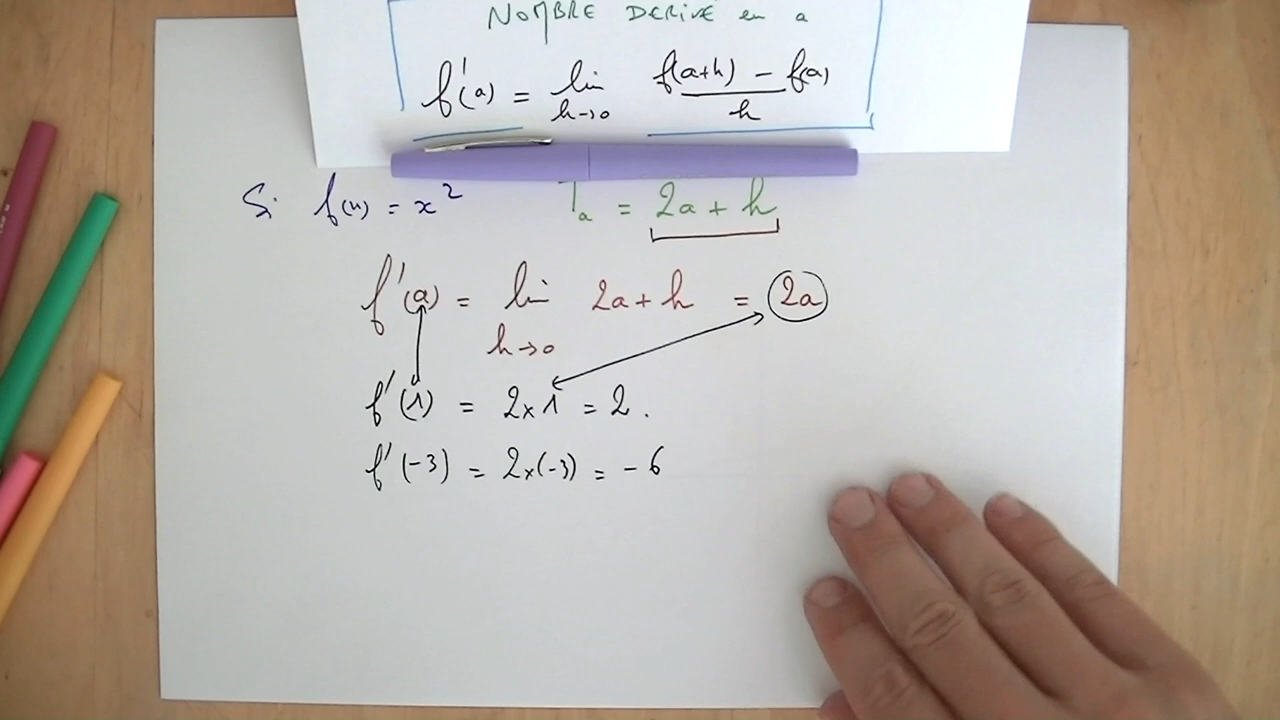 NOMBRE DERIVÉ en a
f'(a) = lim f(a+h) - f(a)
h→0 h
Si f(x) = x² Ta = 2a + h
f'(a) = lim 2a + h = 2a
h→0
f'(1) = 2×1 = 2.
f'(-3) = 2×(-3) = -6